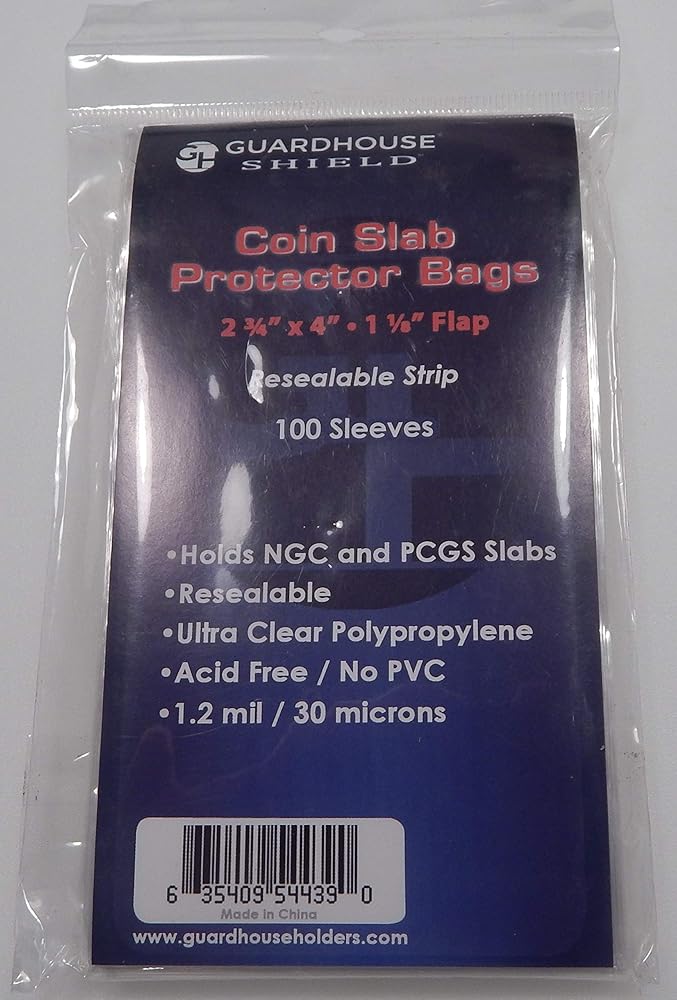 GH GUARDHOUSE
SHIELD
Coin Slab
Protector Bags
2 ¾” x 4” • 1 ⅛” Flap
Resealable Strip
100 Sleeves
•Holds NGC and PCGS Slabs
•Resealable
•Ultra Clear Polypropylene
•Acid Free / No PVC
•1.2 mil / 30 microns
6 35409 54439 0
Made in China
www.guardhouseholders.com